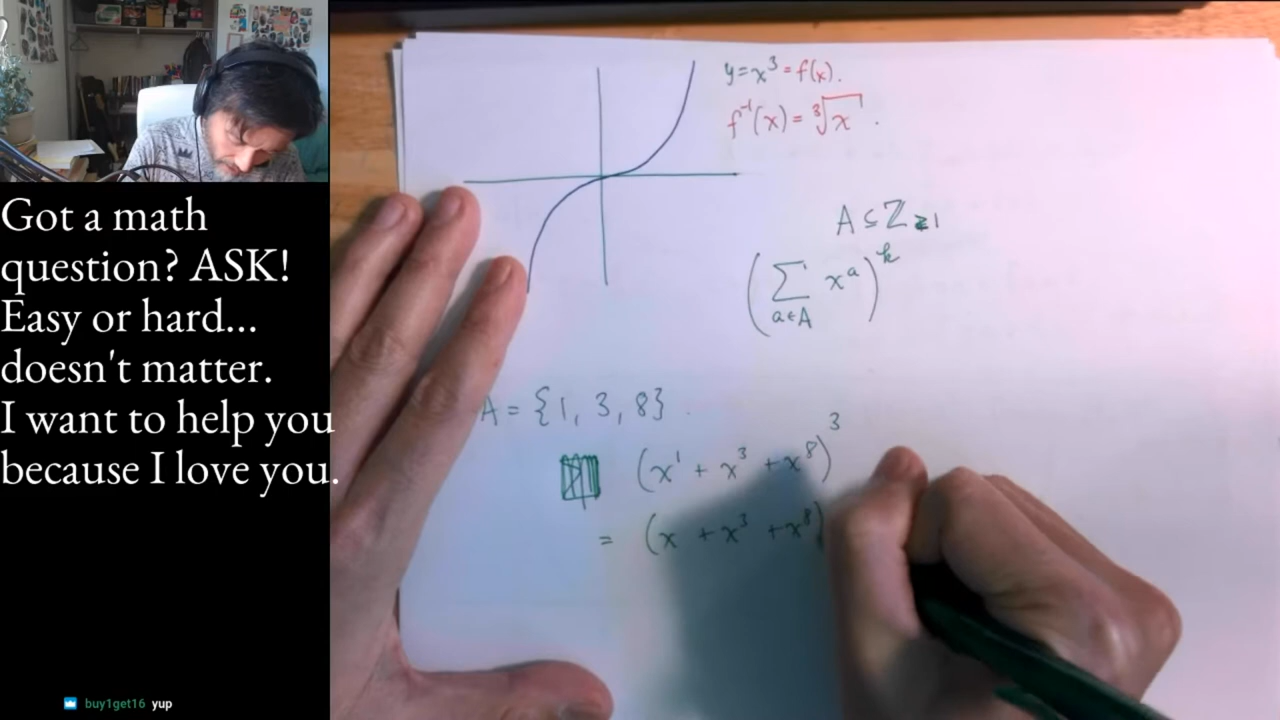 Got a math
question? ASK!
Easy or hard...
doesn't matter.
I want to help you
because I love you.
buy1get16 yup
y=x³=f(x).
f⁻¹(x) = ∛x .
A ⊆ ℤ ≥1
(∑ a∈A xᵃ)ᵏ
A = {1, 3, 8} .
(x¹ + x³ + x⁸)³
= (x + x³ + x⁸)